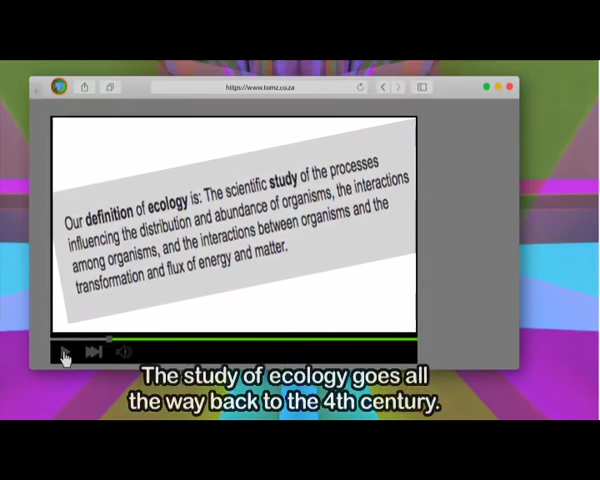 https://www.tomz.co.za
Our definition of ecology is: The scientific study of the processes
influencing the distribution and abundance of organisms, the interactions
among organisms, and the interactions between organisms and the
transformation and flux of energy and matter.
The study of ecology goes all
the way back to the 4th century.